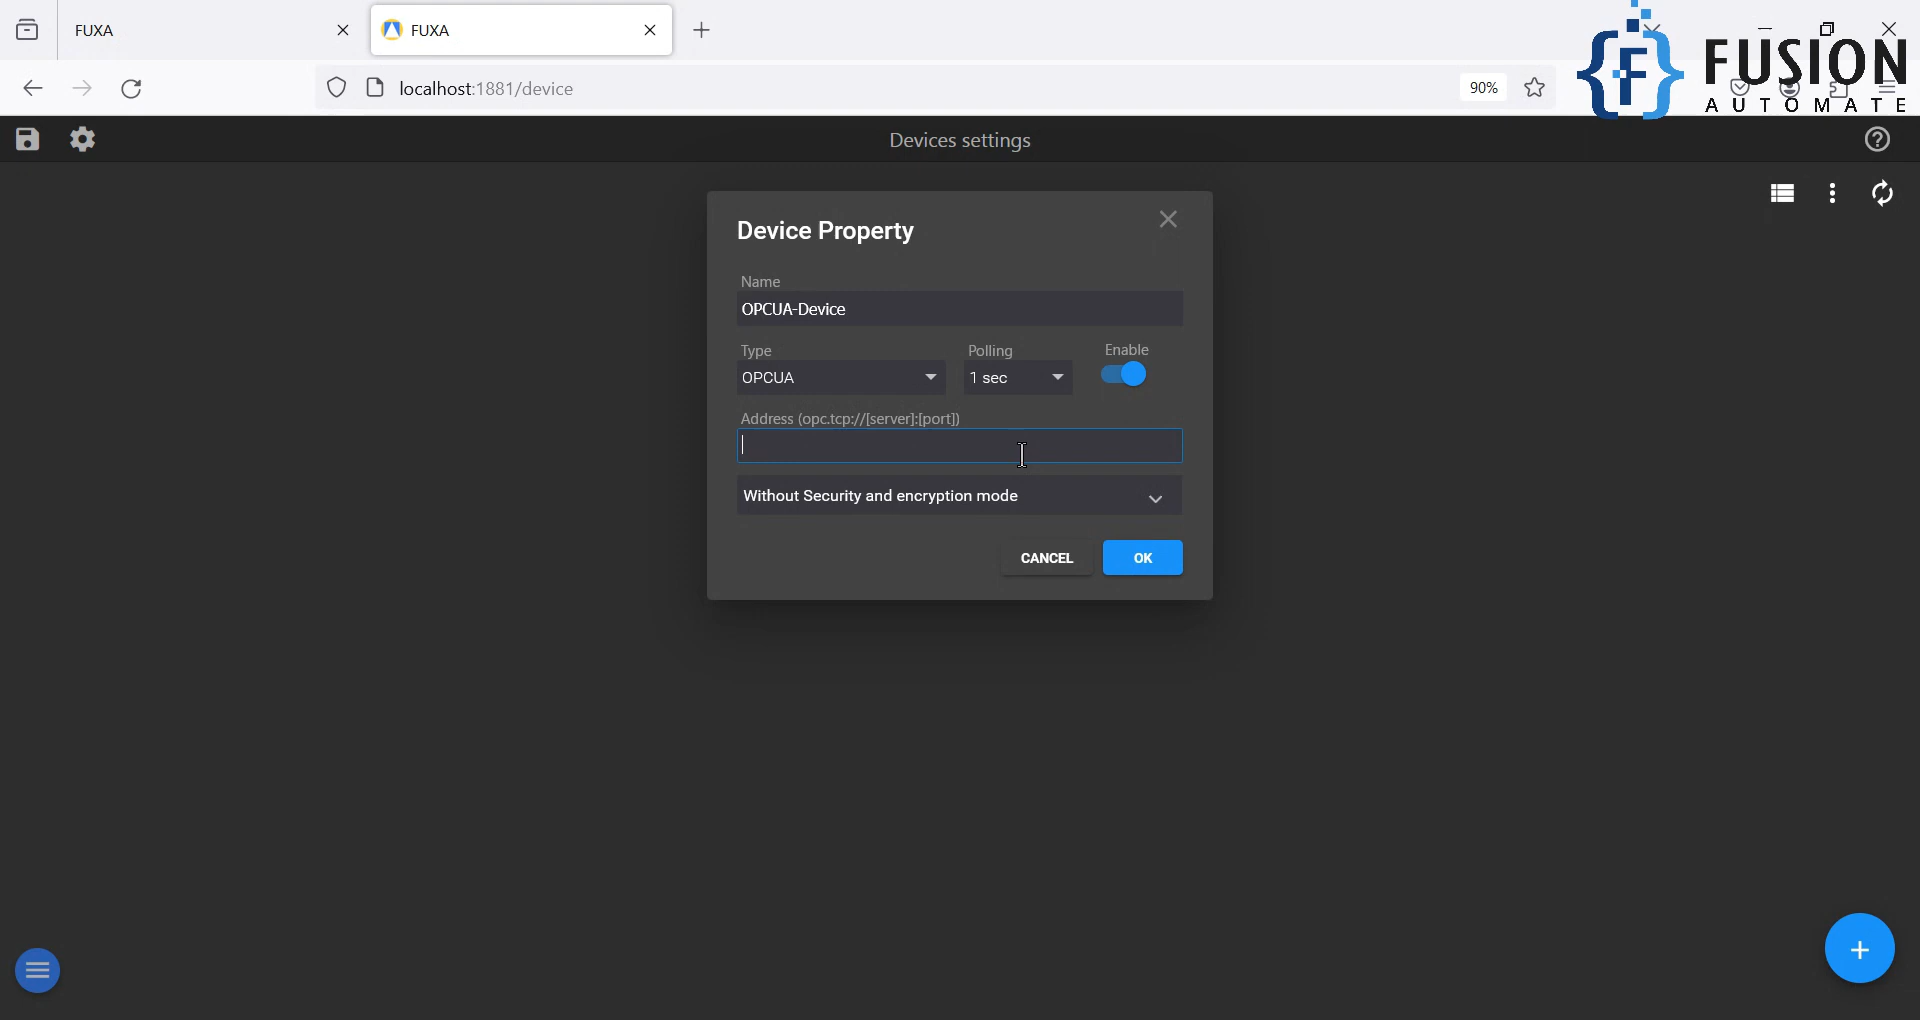 FUXA
FUXA
localhost:1881/device
90%
FUSION
AUTOMATE
Devices settings
Device Property
Name
OPCUA-Device
Type
Polling
Enable
OPCUA
1 sec
Address (opc.tcp://[server]:[port])
Without Security and encryption mode
CANCEL
OK